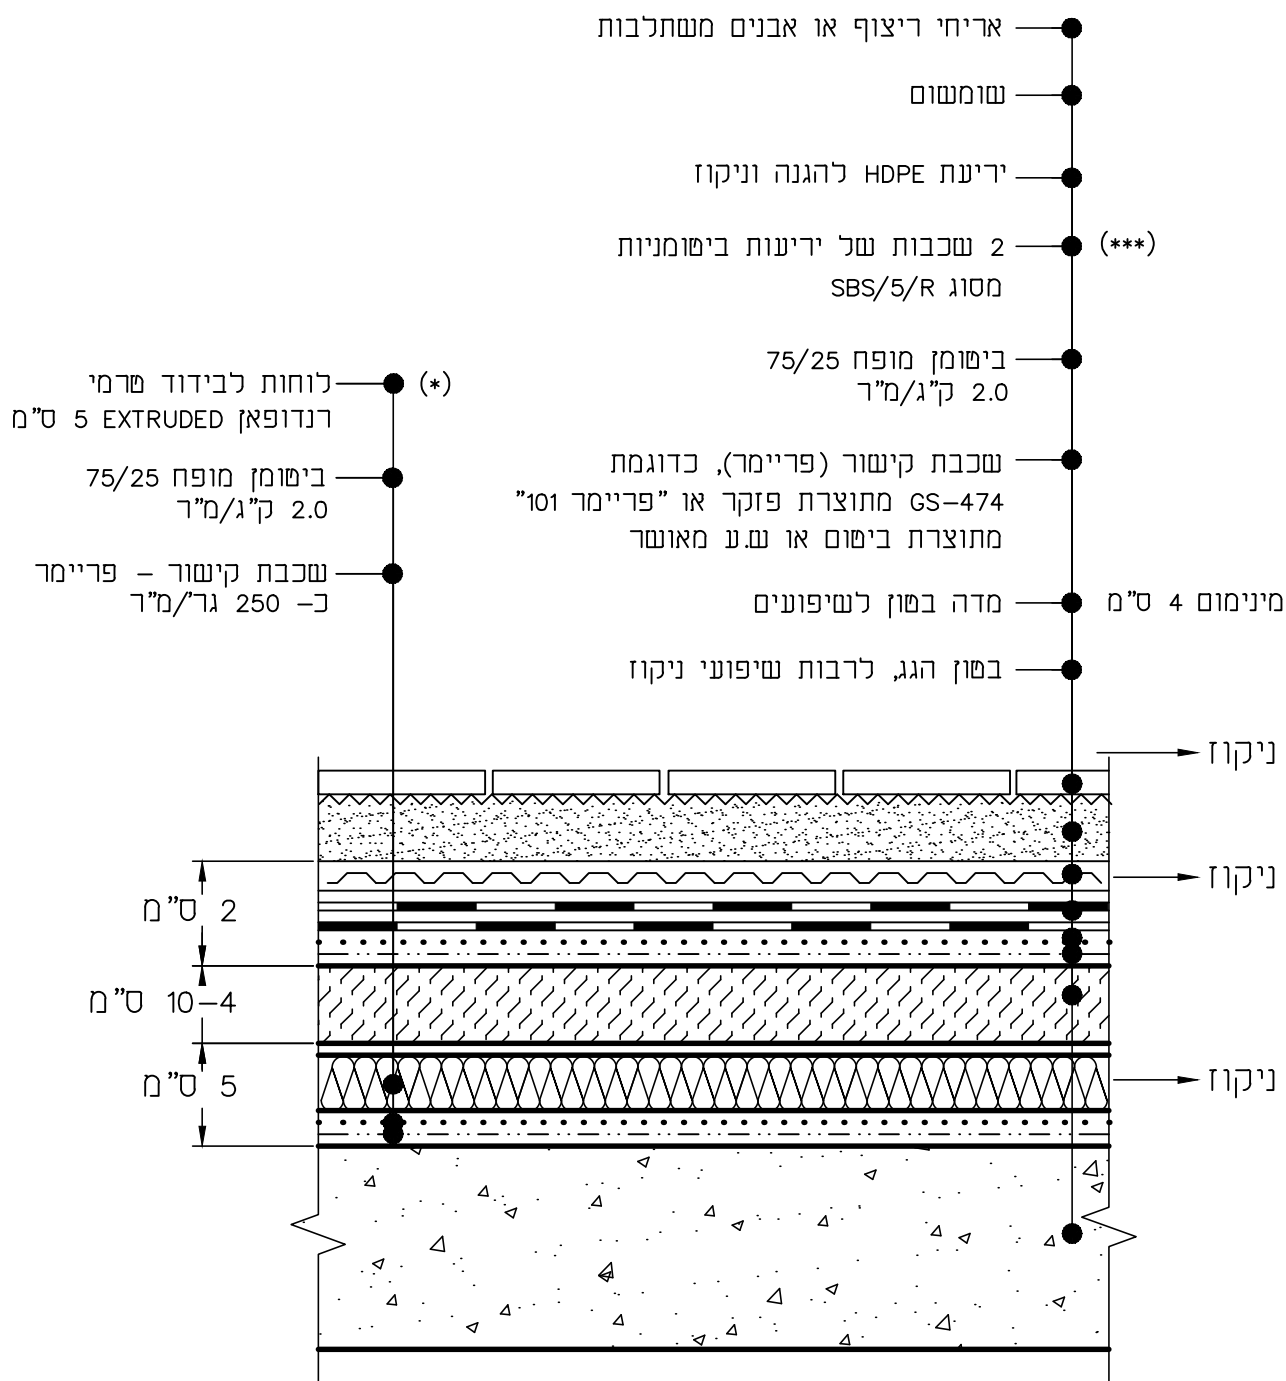 אריחי ריצוף או אבנים משתלבות
שומשום
יריעת HDPE להגנה וניקוז
2 שכבות של יריעות ביטומניות
מסוג SBS/5/R
(***)
ביטומן מופח 75/25
2.0 ק"ג/מ"ר
שכבת קישור (פריימר), כדוגמת
GS-474 מתוצרת פזקר או "פריימר 101"
מתוצרת ביטום או ש.ע מאושר
מדה בטון לשיפועים
מינימום 4 ס"מ
בטון הגג, לרבות שיפועי ניקוז
לוחות לבידוד טרמי
רנדופאן EXTRUDED 5 ס"מ
(*)
ביטומן מופח 75/25
2.0 ק"ג/מ"ר
שכבת קישור - פריימר
כ- 250 גר'/מ"ר
ניקוז
ניקוז
2 ס"מ
10-4 ס"מ
5 ס"מ
ניקוז